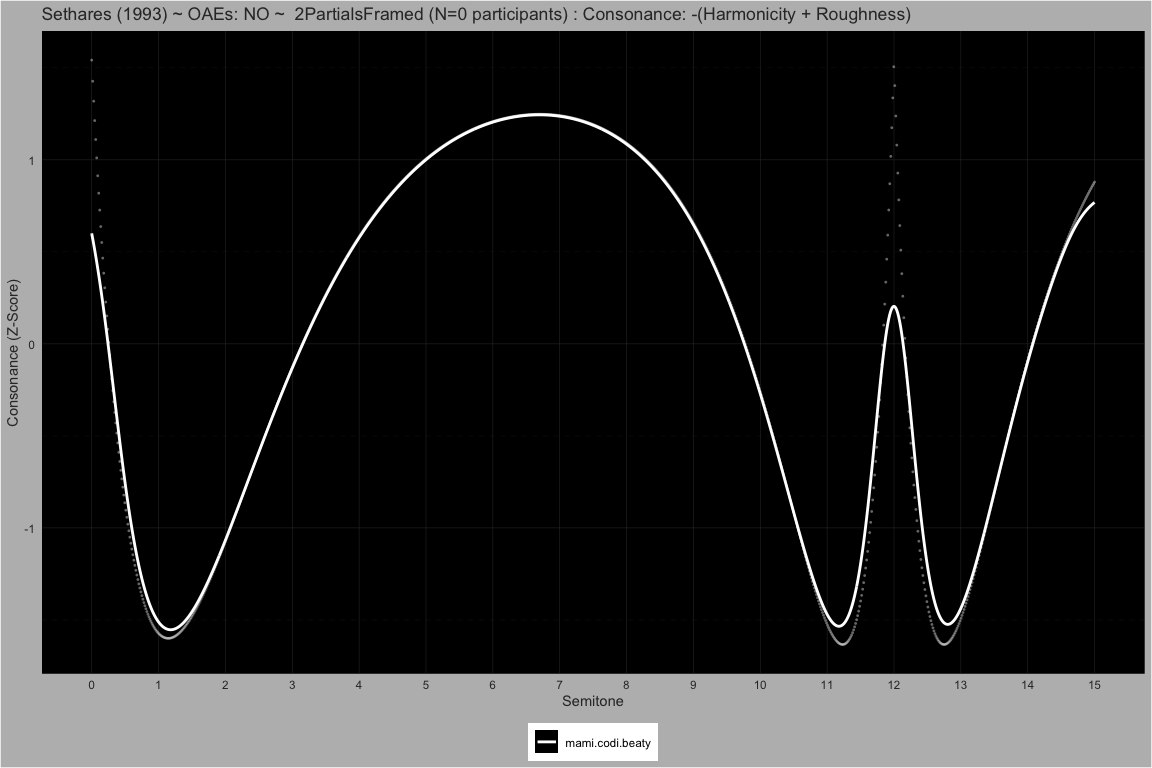 Sethares (1993) ~ OAEs: NO ~  2PartialsFramed (N=0 participants) : Consonance: -(Harmonicity + Roughness)
Consonance (Z-Score)
1
0
-1
0 1 2 3 4 5 6 7 8 9 10 11 12 13 14 15
Semitone
mami.codi.beaty